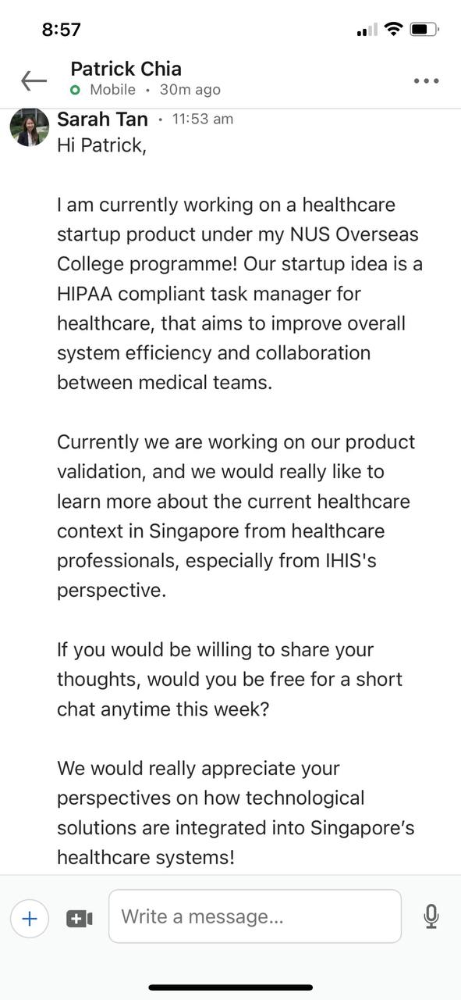 8:57
Patrick Chia
Mobile • 30m ago
Sarah Tan • 11:53 am
Hi Patrick,
I am currently working on a healthcare
startup product under my NUS Overseas
College programme! Our startup idea is a
HIPAA compliant task manager for
healthcare, that aims to improve overall
system efficiency and collaboration
between medical teams.
Currently we are working on our product
validation, and we would really like to
learn more about the current healthcare
context in Singapore from healthcare
professionals, especially from IHIS's
perspective.
If you would be willing to share your
thoughts, would you be free for a short
chat anytime this week?
We would really appreciate your
perspectives on how technological
solutions are integrated into Singapore’s
healthcare systems!
Write a message...